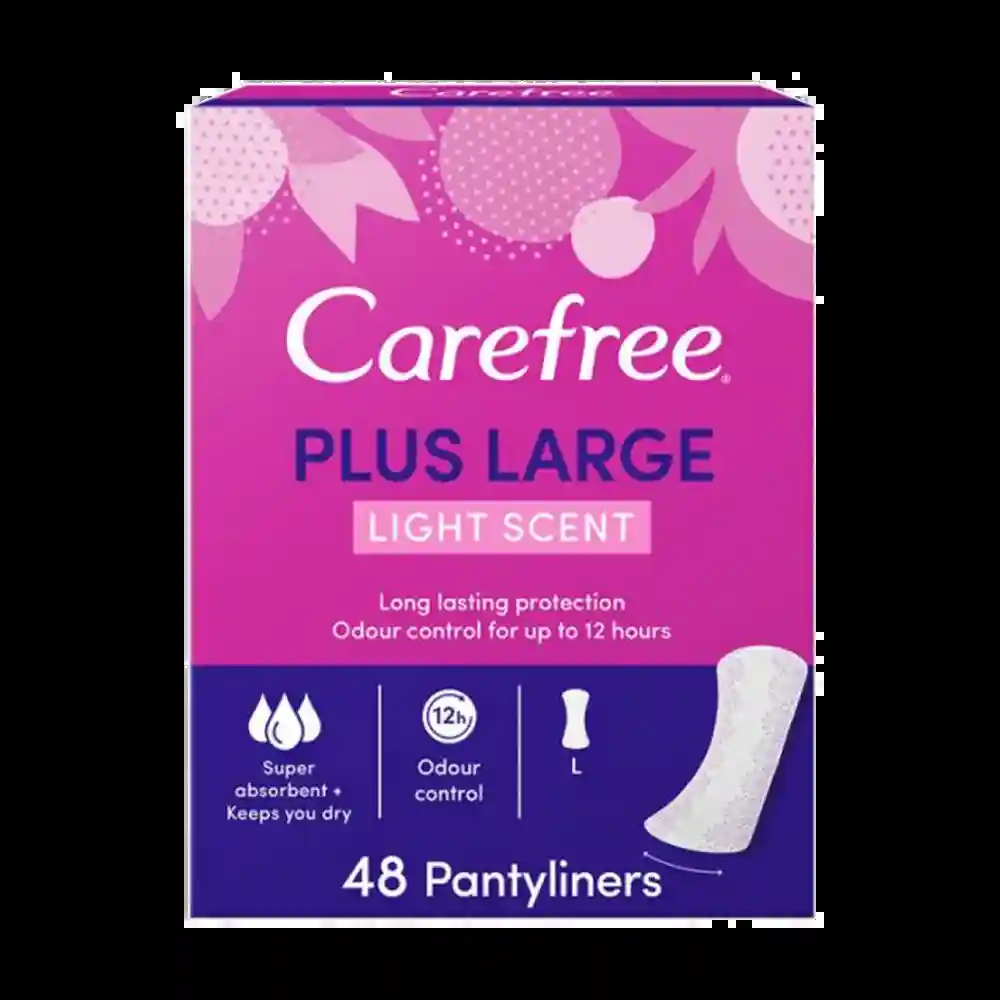 Carefree
Carefree®
PLUS LARGE
LIGHT SCENT
Long lasting protection
Odour control for up to 12 hours
12h
Super
absorbent +
Keeps you dry
Odour
control
L
48 Pantyliners